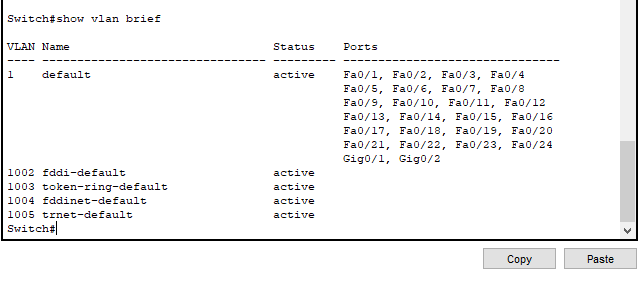 Switch#show vlan brief
VLAN Name                             Status    Ports
---- -------------------------------- --------- -------------------------------
1    default                          active    Fa0/1, Fa0/2, Fa0/3, Fa0/4
                                                Fa0/5, Fa0/6, Fa0/7, Fa0/8
                                                Fa0/9, Fa0/10, Fa0/11, Fa0/12
                                                Fa0/13, Fa0/14, Fa0/15, Fa0/16
                                                Fa0/17, Fa0/18, Fa0/19, Fa0/20
                                                Fa0/21, Fa0/22, Fa0/23, Fa0/24
                                                Gig0/1, Gig0/2
1002 fddi-default                     active
1003 token-ring-default               active
1004 fddinet-default                  active
1005 trnet-default                    active
Switch#
Copy Paste